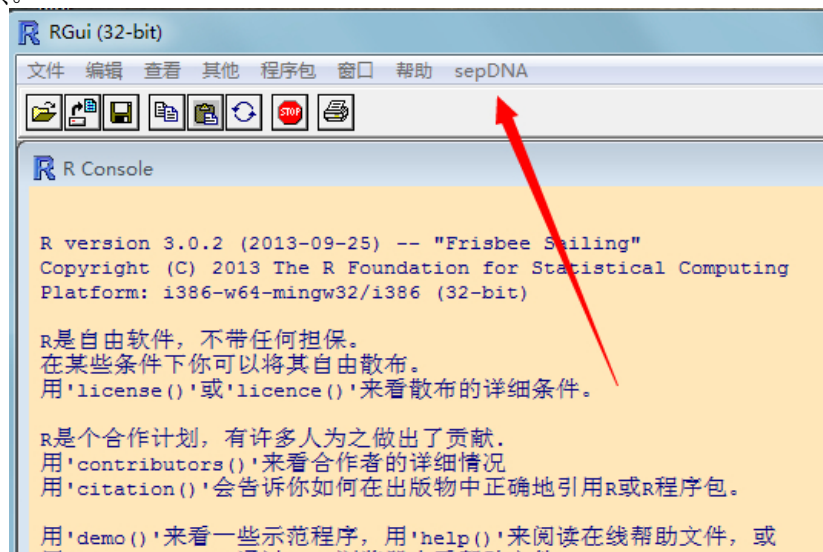 RGui (32-bit)
文件 编辑 查看 其他 程序包 窗口 帮助 sepDNA
STOP
R Console
R version 3.0.2 (2013-09-25) -- "Frisbee Sailing"
Copyright (C) 2013 The R Foundation for Statistical Computing
Platform: i386-w64-mingw32/i386 (32-bit)
R是自由软件，不带任何担保。
在某些条件下你可以将其自由散布。
用'license()'或'licence()'来看散布的详细条件。
R是个合作计划，有许多人为之做出了贡献.
用'contributors()'来看合作者的详细情况
用'citation()'会告诉你如何在出版物中正确地引用R或R程序包。
用'demo()'来看一些示范程序，用'help()'来阅读在线帮助文件，或